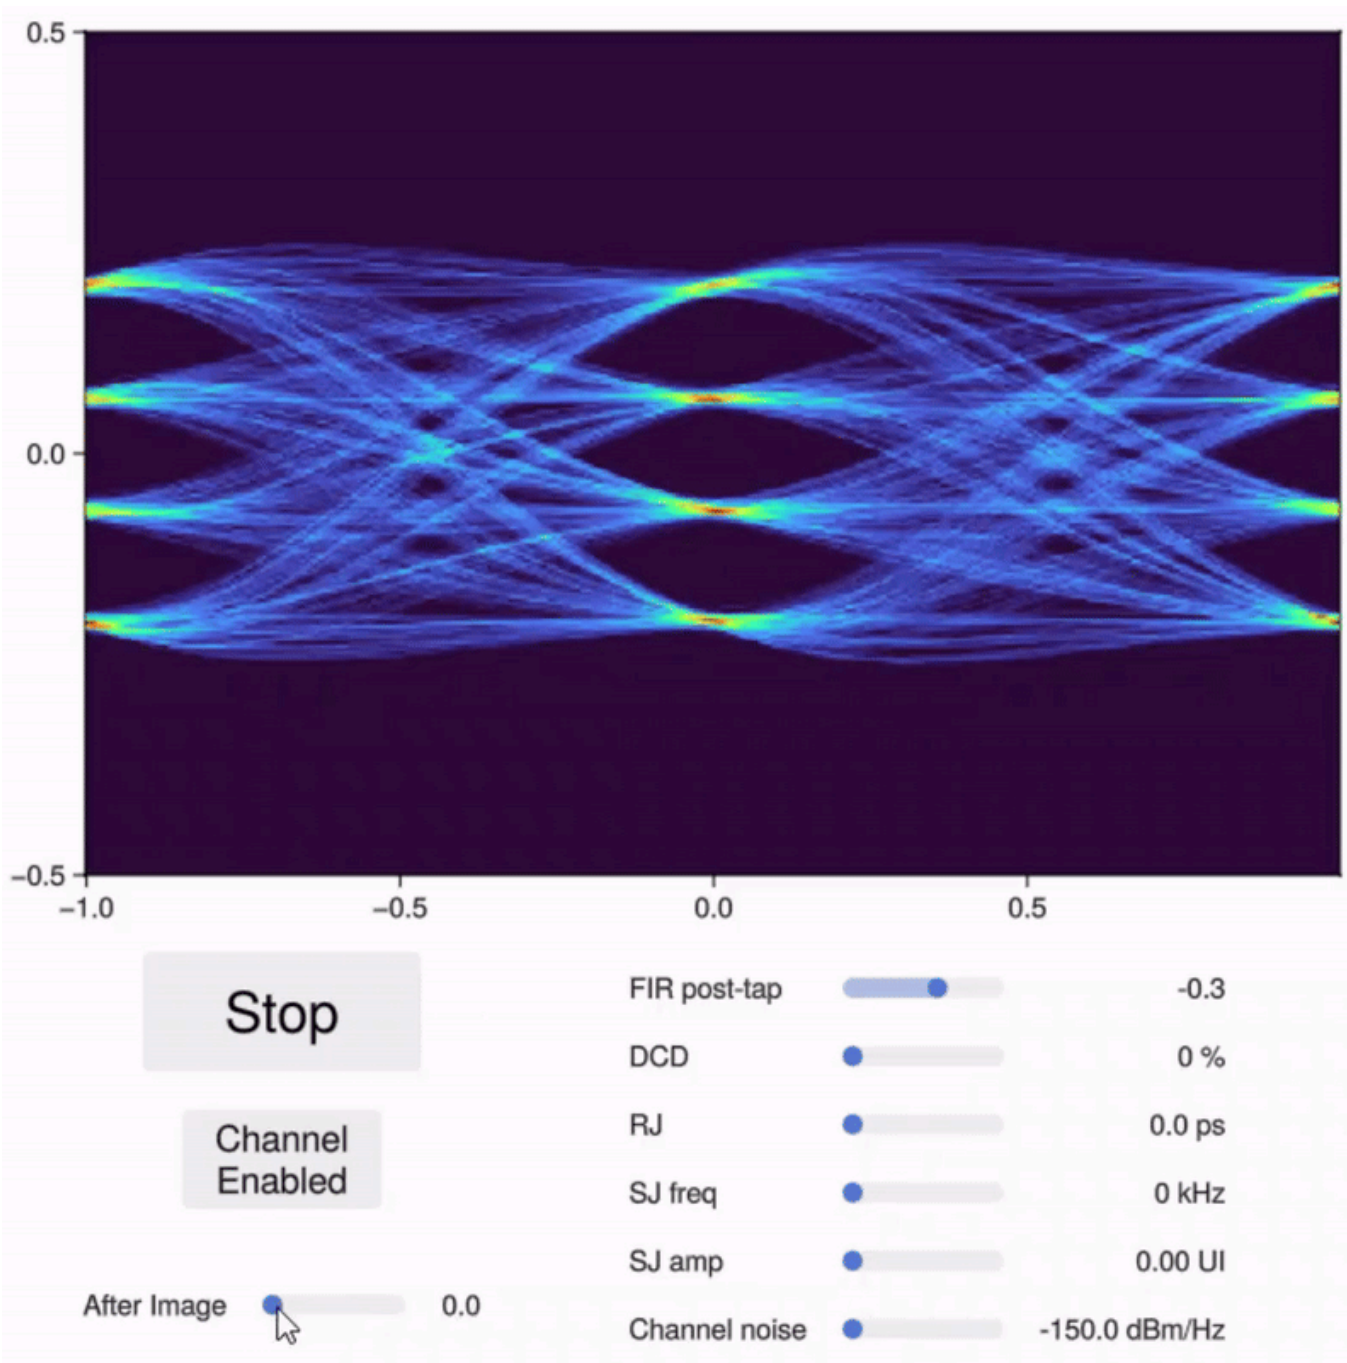 0.5
0.0
−0.5
−1.0 −0.5 0.0 0.5
Stop
Channel
Enabled
After Image 0.0
FIR post-tap -0.3
DCD 0 %
RJ 0.0 ps
SJ freq 0 kHz
SJ amp 0.00 UI
Channel noise -150.0 dBm/Hz